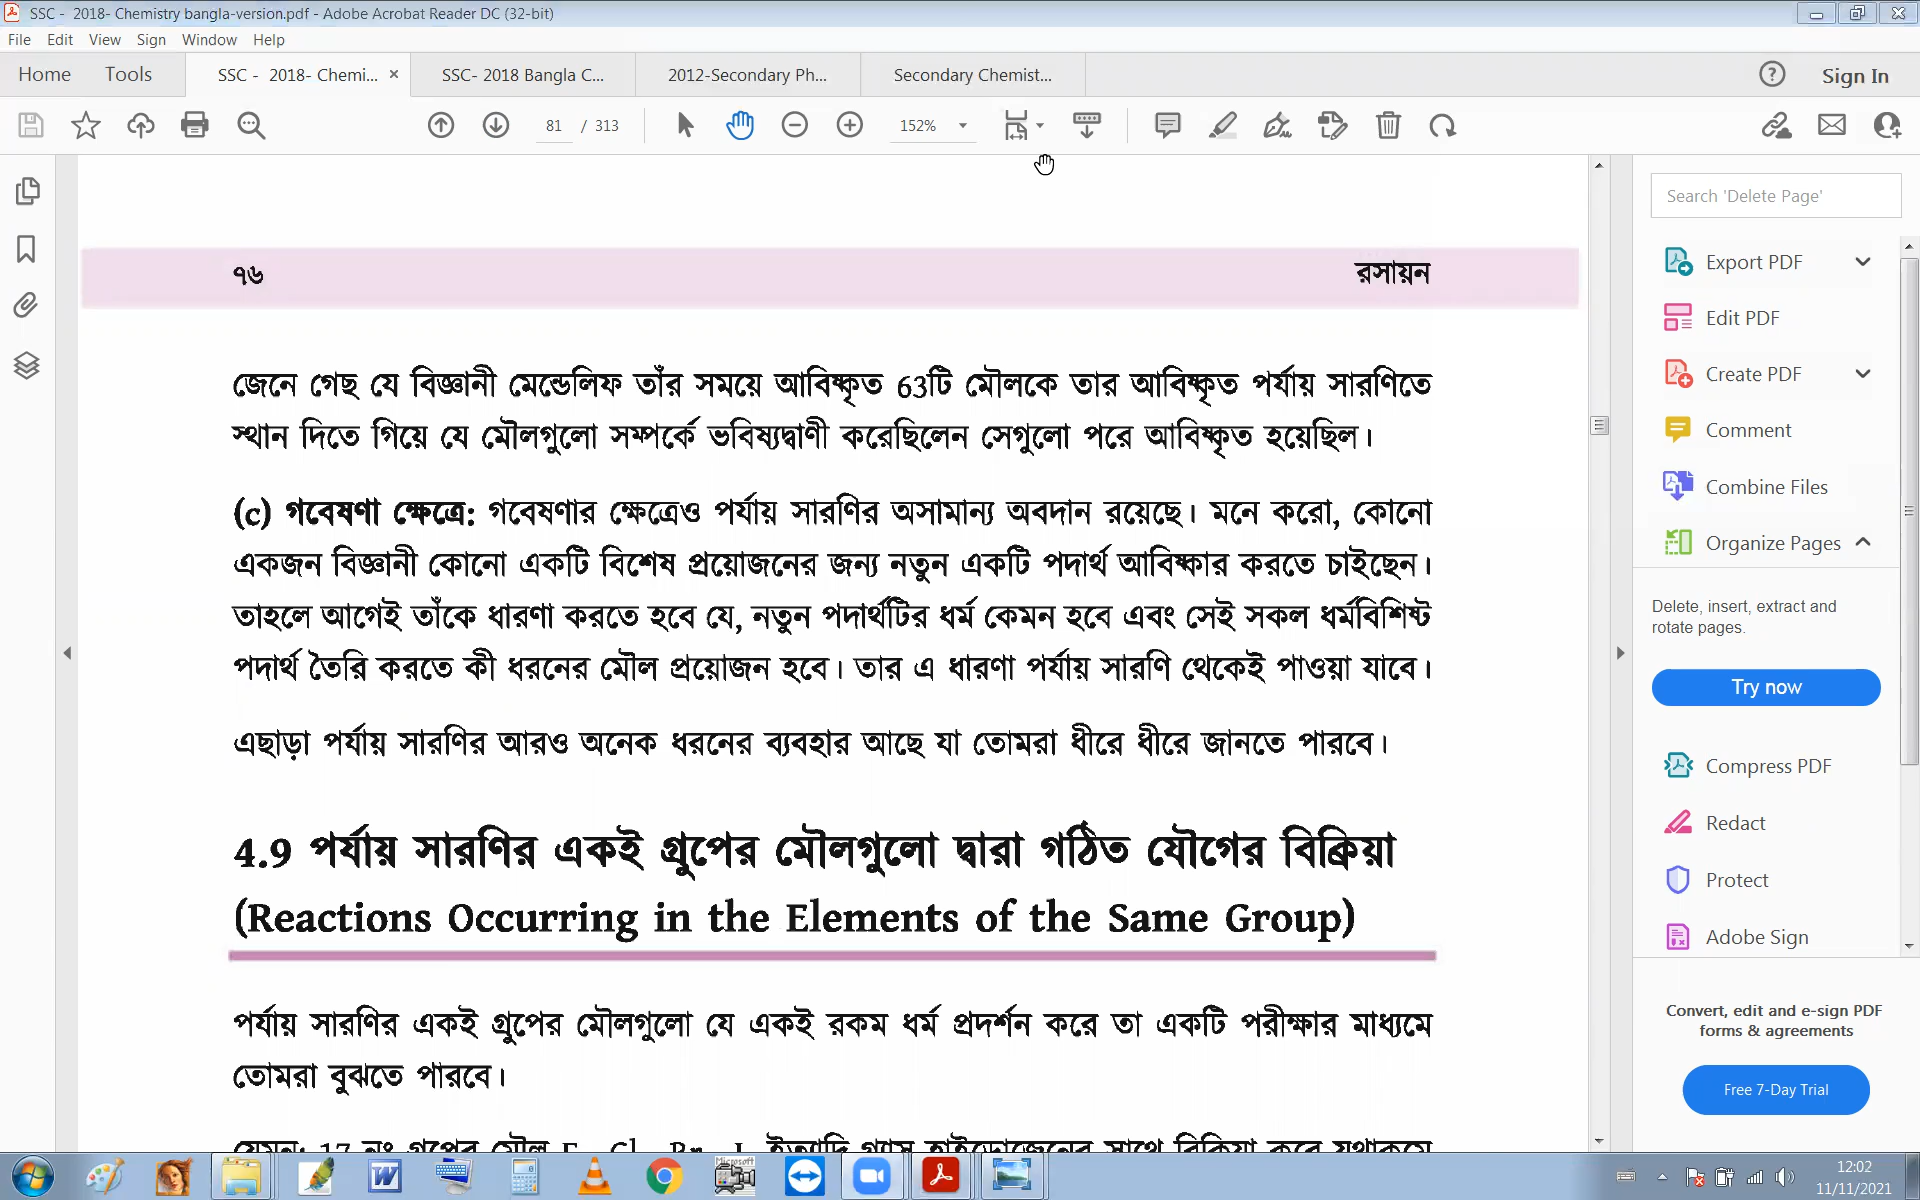 SSC - 2018- Chemistry bangla-version.pdf - Adobe Acrobat Reader DC (32-bit)
File Edit View Sign Window Help
Home Tools SSC - 2018- Chemi... × SSC- 2018 Bangla C... 2012-Secondary Ph... Secondary Chemist... Sign In
81 / 313 152%
Search 'Delete Page'
৭৬ রসায়ন
জেনে গেছ যে বিজ্ঞানী মেন্ডেলিফ তাঁর সময়ে আবিষ্কৃত 63টি মৌলকে তার আবিষ্কৃত পর্যায় সারণিতে
স্থান দিতে গিয়ে যে মৌলগুলো সম্পর্কে ভবিষ্যদ্বাণী করেছিলেন সেগুলো পরে আবিষ্কৃত হয়েছিল।
(c) গবেষণা ক্ষেত্রে: গবেষণার ক্ষেত্রেও পর্যায় সারণির অসামান্য অবদান রয়েছে। মনে করো, কোনো
একজন বিজ্ঞানী কোনো একটি বিশেষ প্রয়োজনের জন্য নতুন একটি পদার্থ আবিষ্কার করতে চাইছেন।
তাহলে আগেই তাঁকে ধারণা করতে হবে যে, নতুন পদার্থটির ধর্ম কেমন হবে এবং সেই সকল ধর্মবিশিষ্ট
পদার্থ তৈরি করতে কী ধরনের মৌল প্রয়োজন হবে। তার এ ধারণা পর্যায় সারণি থেকেই পাওয়া যাবে।
এছাড়া পর্যায় সারণির আরও অনেক ধরনের ব্যবহার আছে যা তোমরা ধীরে ধীরে জানতে পারবে।
4.9 পর্যায় সারণির একই গ্রুপের মৌলগুলো দ্বারা গঠিত যৌগের বিক্রিয়া
(Reactions Occurring in the Elements of the Same Group)
পর্যায় সারণির একই গ্রুপের মৌলগুলো যে একই রকম ধর্ম প্রদর্শন করে তা একটি পরীক্ষার মাধ্যমে
তোমরা বুঝতে পারবে।
Export PDF
Edit PDF
Create PDF
Comment
Combine Files
Organize Pages
Delete, insert, extract and
rotate pages.
Try now
Compress PDF
Redact
Protect
Adobe Sign
Convert, edit and e-sign PDF
forms & agreements
Free 7-Day Trial
12:02
11/11/2021